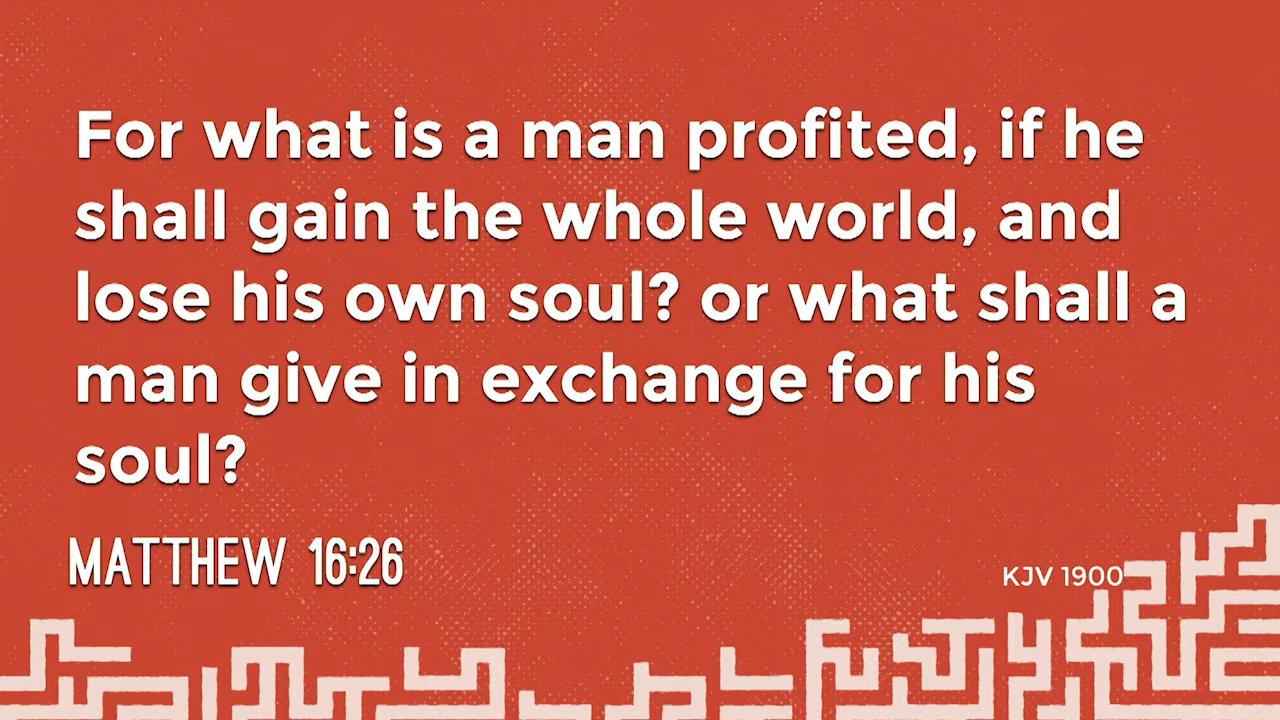 For what is a man profited, if he
shall gain the whole world, and
lose his own soul? or what shall a
man give in exchange for his
soul?
MATTHEW 16:26
KJV 1900